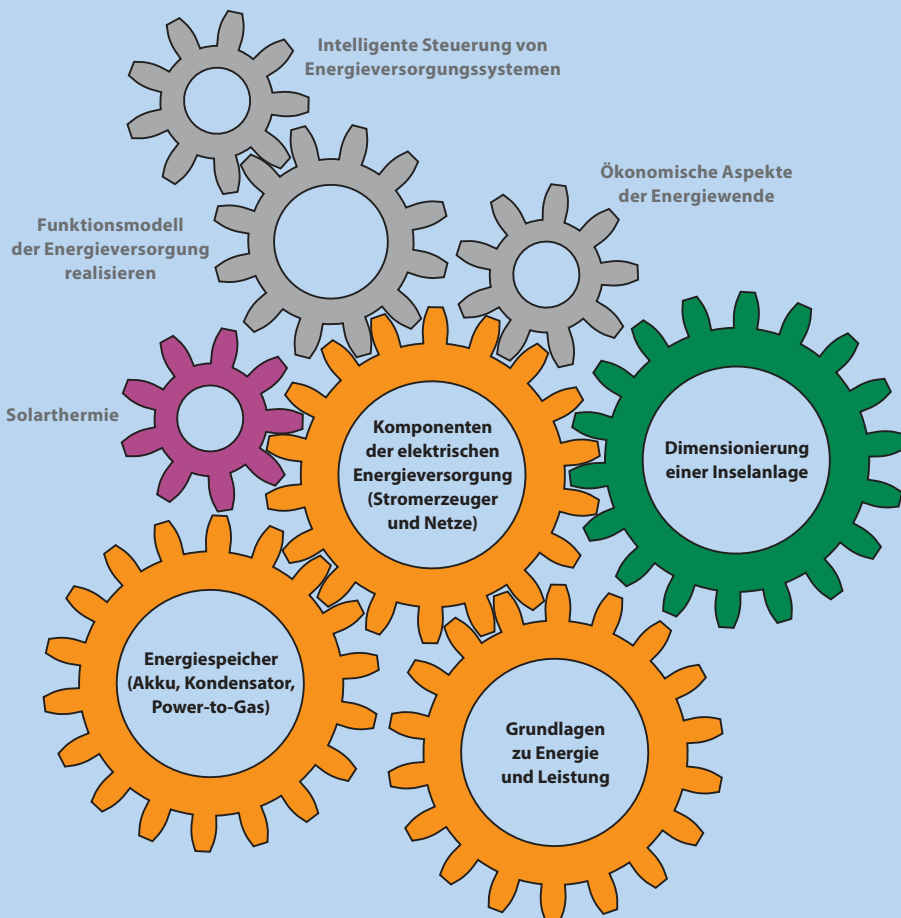 Intelligente Steuerung von
Energieversorgungssystemen
Ökonomische Aspekte
der Energiewende
Funktionsmodell
der Energieversorgung
realisieren
Solarthermie
Komponenten
der elektrischen
Energieversorgung
(Stromerzeuger
und Netze)
Dimensionierung
einer Inselanlage
Energiespeicher
(Akku, Kondensator,
Power-to-Gas)
Grundlagen
zu Energie
und Leistung